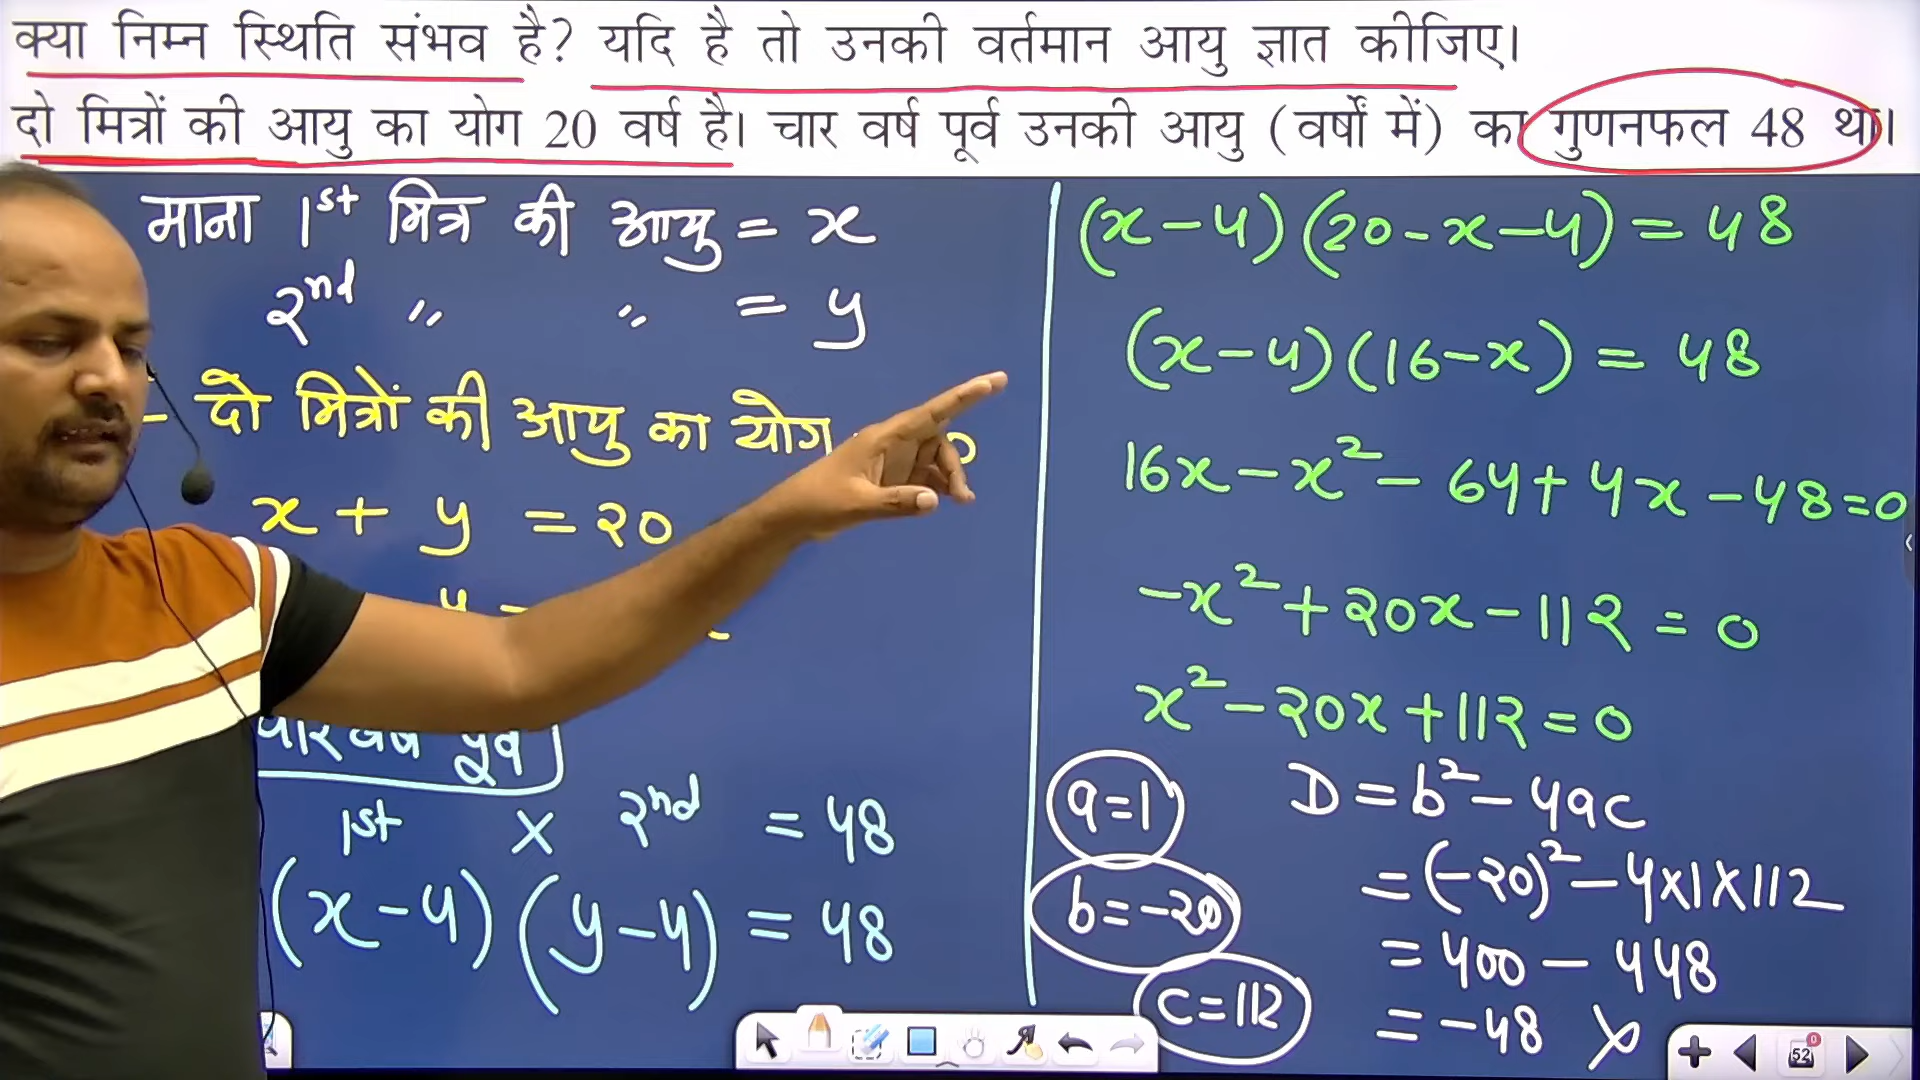 क्या निम्न स्थिति संभव है? यदि है तो उनकी वर्तमान आयु ज्ञात कीजिए।
दो मित्रों की आयु का योग 20 वर्ष है। चार वर्ष पूर्व उनकी आयु (वर्षों में) का गुणनफल 48 था।
माना 1st मित्र की आयु = x
2nd " " = y
- दो मित्रों की आयु का योग
x + y = 20
y
चार वर्ष पूर्व
1st × 2nd = 48
(x-4) (y-4) = 48
(x-4)(20-x-4) = 48
(x-4)(16-x) = 48
16x - x² - 64 + 4x - 48 = 0
-x² + 20x - 112 = 0
x² - 20x + 112 = 0
a=1
b=-20
c=112
D = b² - 4ac
= (-20)² - 4×1×112
= 400 - 448
= -48 ×
52
0